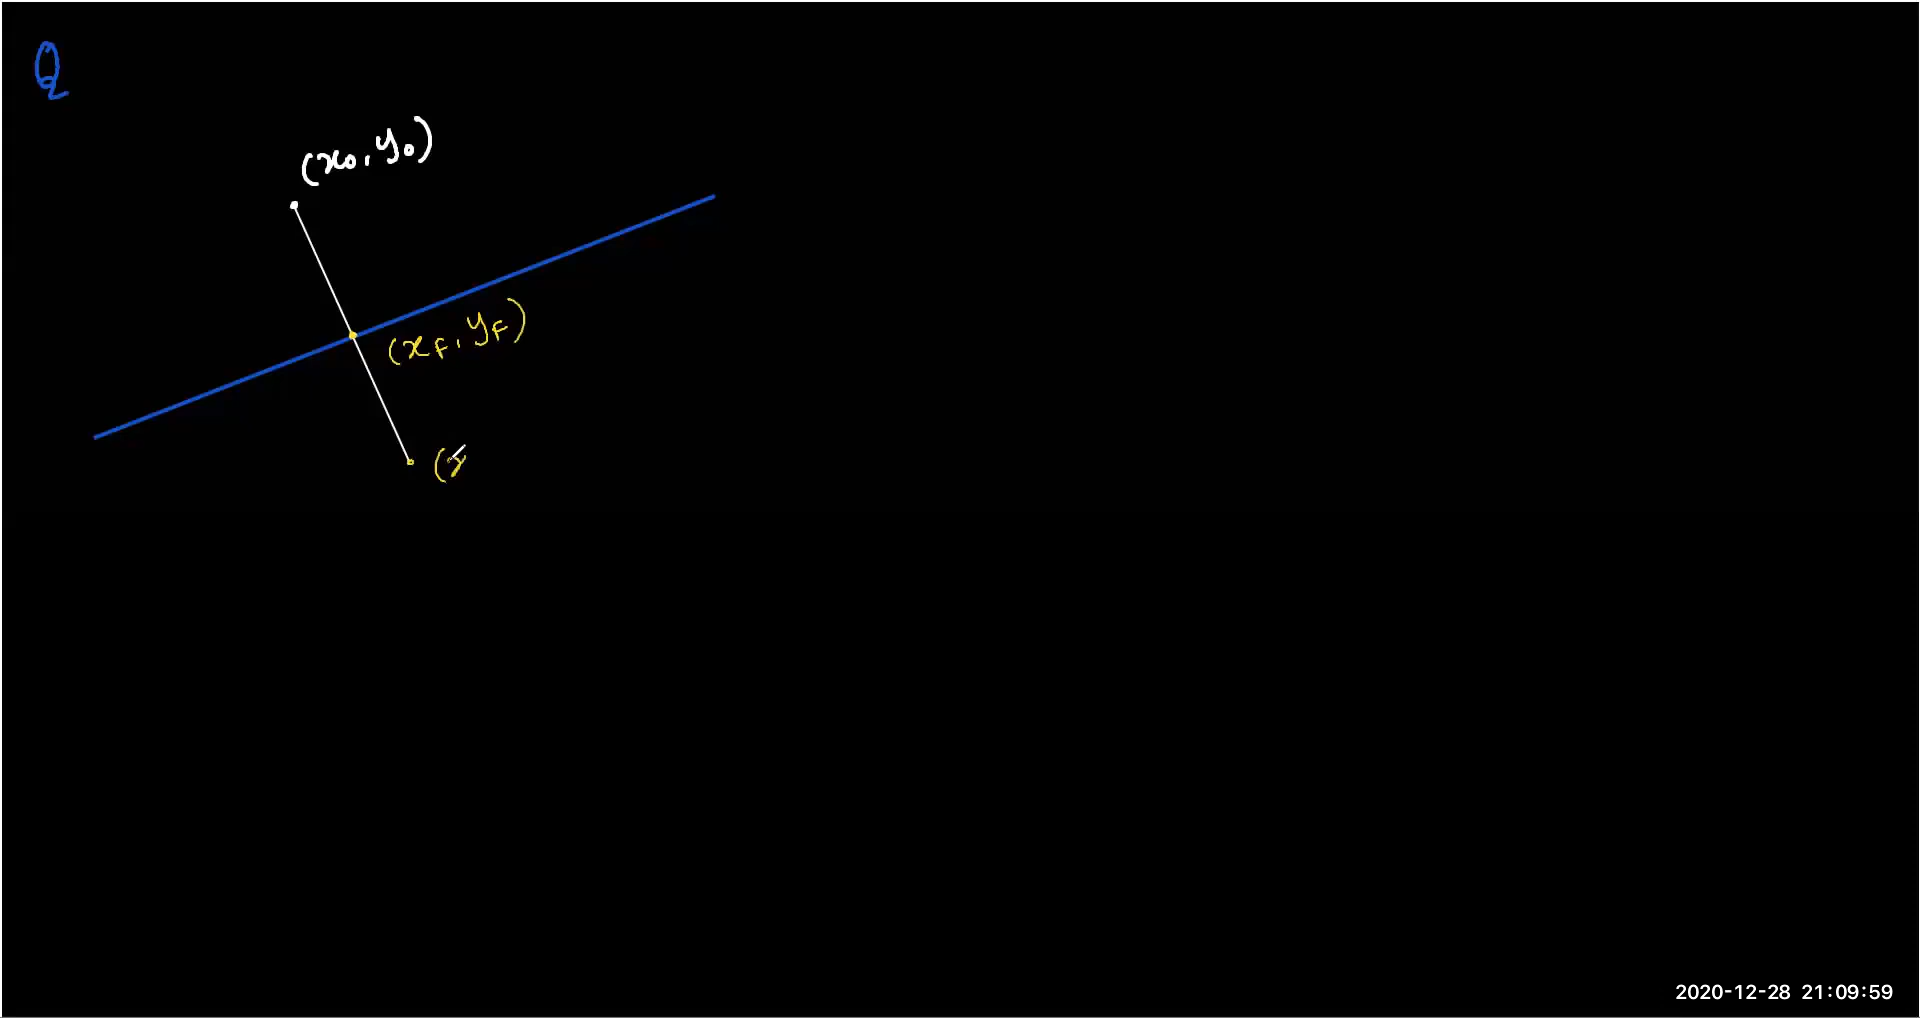 Q
(x₀, y₀)
(x_F, y_F)
(x
2020-12-28 21:09:59